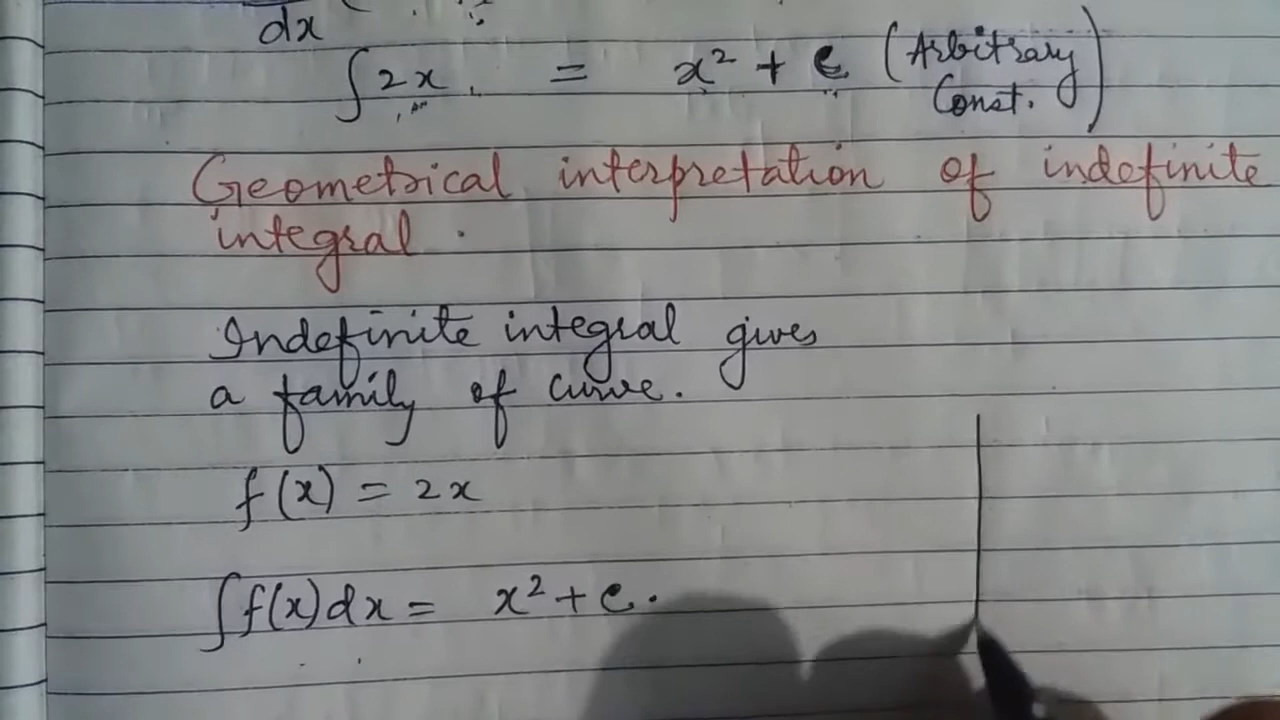 dx
∫2x = x² + c (Arbitrary
Const.)
Geometrical interpretation of indefinite
integral.
Indefinite integral gives
a family of curve.
f(x) = 2x
∫f(x)dx = x² + c.